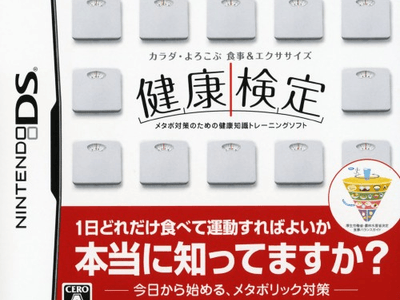 NINTENDO DS
カラダ・よろこぶ 食事&エクササイズ
健康検定
メタボ対策のための健康知識トレーニングソフト
1日どれだけ食べて運動すればよいか
本当に知ってますか?
今日から始める、メタボリック対策
CERO
A